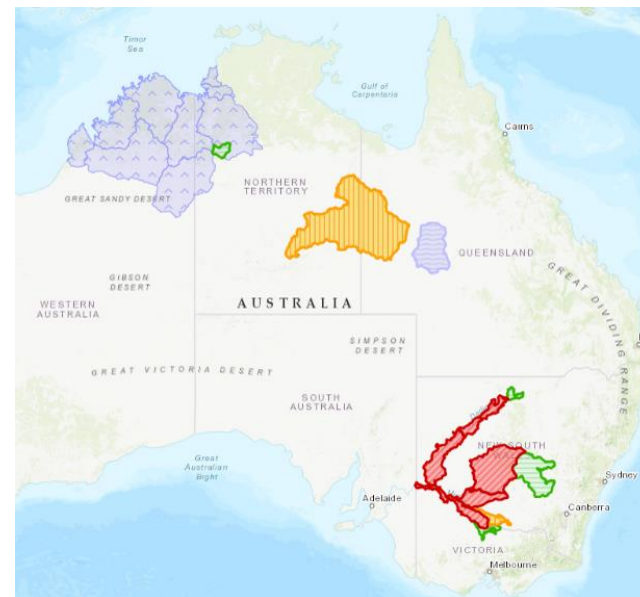 Timor
Sea
Gulf of
Carpentaria
Cairns
NORTHERN
TERRITORY
GREAT SANDY DESERT
QUEENSLAND
GIBSON
DESERT
WESTERN
AUSTRALIA
AUSTRALIA
GREAT DIVIDING RANGE
SIMPSON
DESERT
GREAT VICTORIA DESERT
SOUTH
AUSTRALIA
NEW SOUTH
Great
Australian
Bight
Sydney
Adelaide
Canberra
VICTORIA
Melbourne